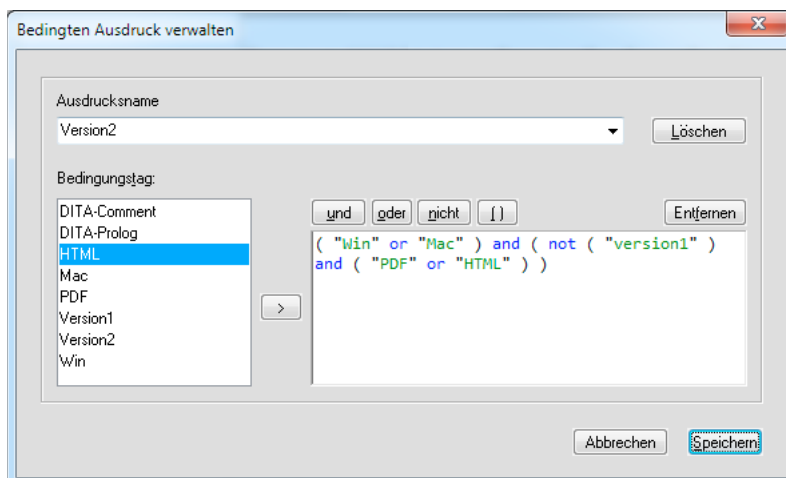 Bedingten Ausdruck verwalten
Ausdrucksname
Version2
Löschen
Bedingungstag:
DITA-Comment
DITA-Prolog
HTML
Mac
PDF
Version1
Version2
Win
>
und oder nicht ( ) Entfernen
( "Win" or "Mac" ) and ( not ( "version1" )
and ( "PDF" or "HTML" ) )
Abbrechen Speichern